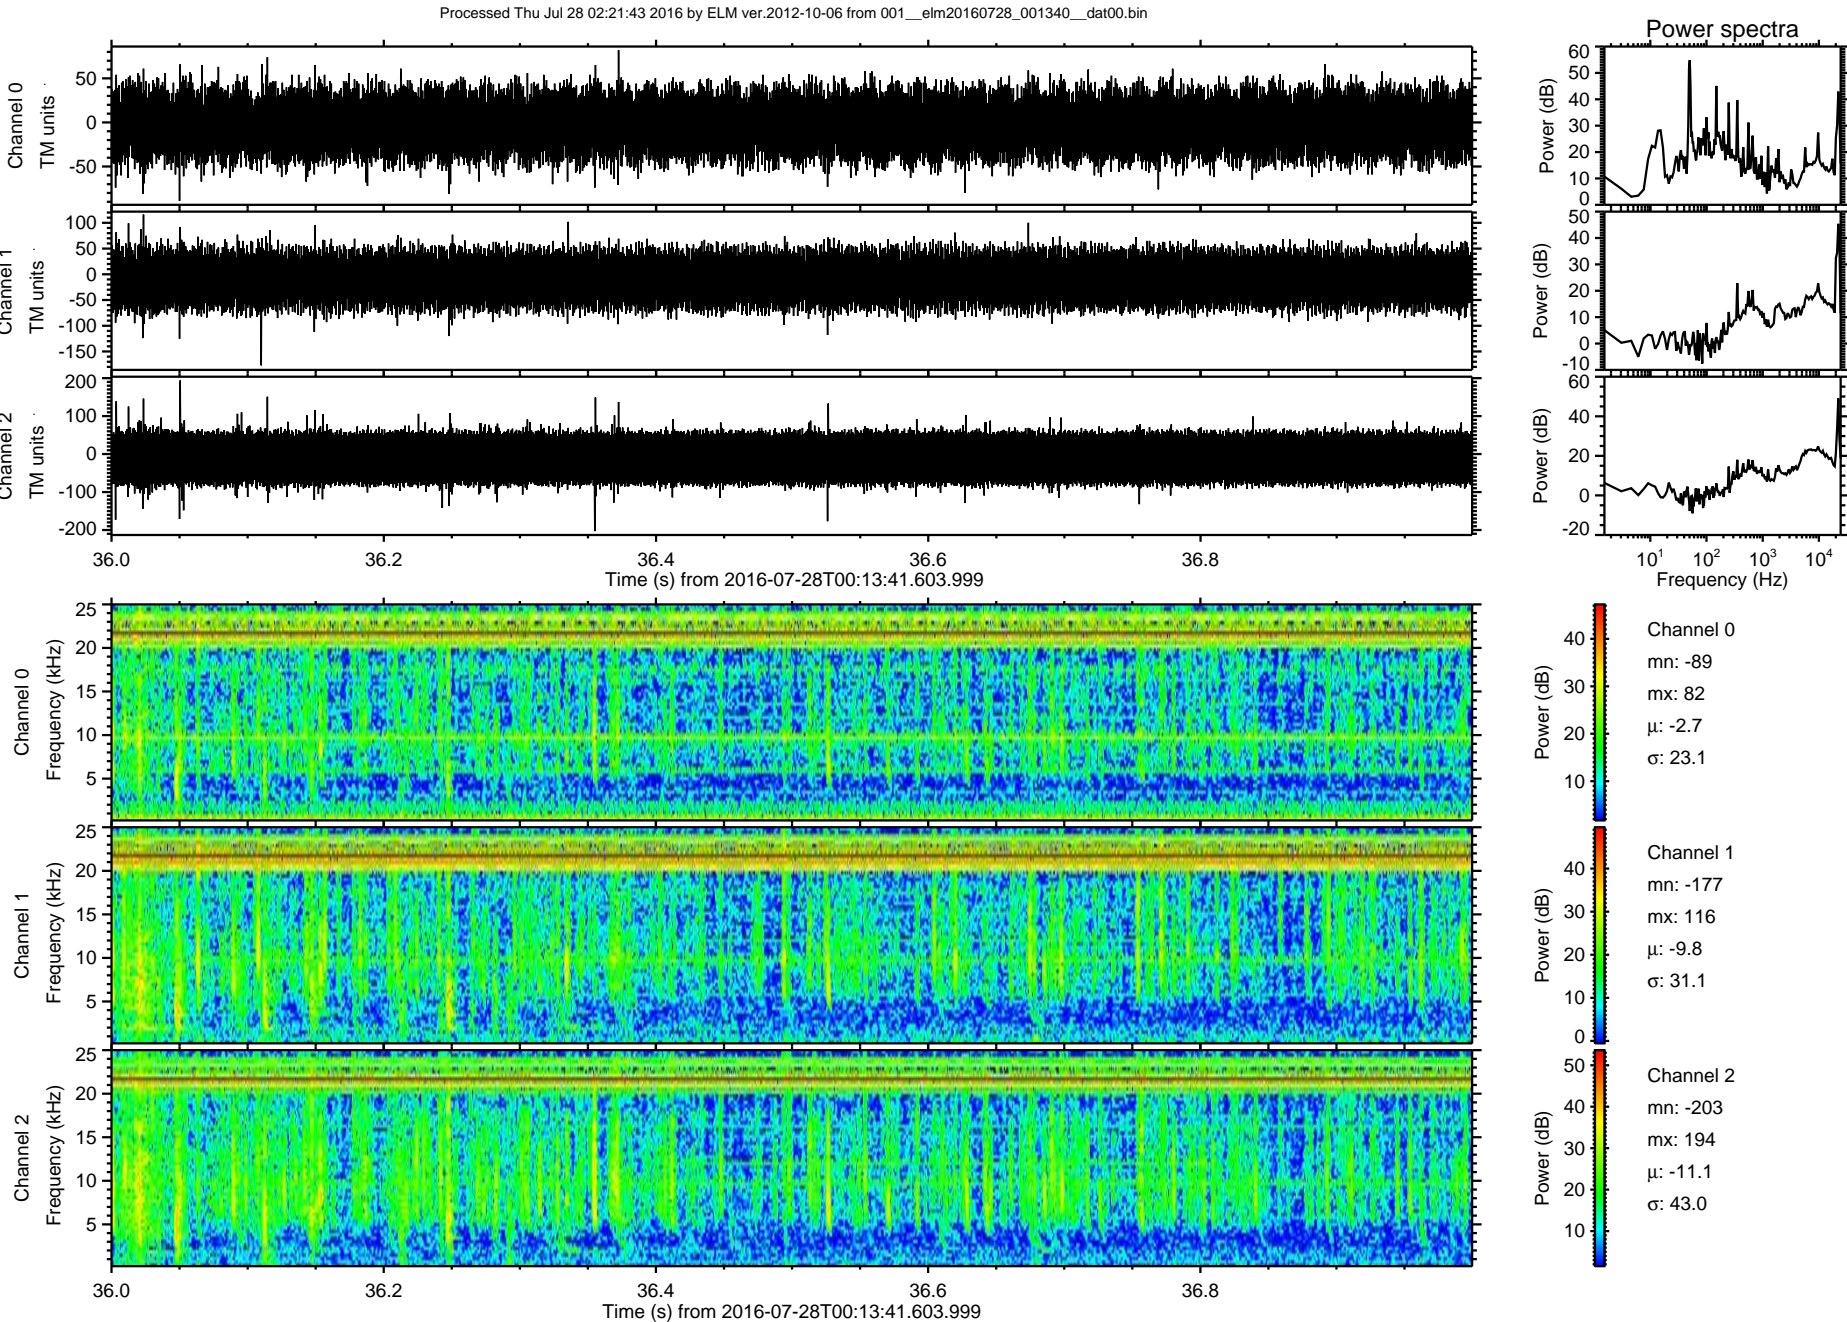 Processed Thu Jul 28 02:21:43 2016 by ELM ver.2012-10-06 from 001__elm20160728_001340__dat00.bin
Power spectra
Channel 0
TM units
50
0
-50
Power (dB)
60
50
40
30
20
10
0
Channel 1
TM units
100
50
0
-50
-100
-150
Power (dB)
50
40
30
20
10
0
-10
Channel 2
TM units
200
100
0
-100
-200
Power (dB)
60
40
20
0
-20
36.0 36.2 36.4 36.6 36.8
Time (s) from 2016-07-28T00:13:41.603.999
10^1 10^2 10^3 10^4
Frequency (Hz)
Channel 0
Frequency (kHz)
25
20
15
10
5
Power (dB)
40
30
20
10
Channel 0
mn: -89
mx: 82
μ: -2.7
σ: 23.1
Channel 1
Frequency (kHz)
25
20
15
10
5
Power (dB)
40
30
20
10
0
Channel 1
mn: -177
mx: 116
μ: -9.8
σ: 31.1
Channel 2
Frequency (kHz)
25
20
15
10
5
Power (dB)
50
40
30
20
10
Channel 2
mn: -203
mx: 194
μ: -11.1
σ: 43.0
36.0 36.2 36.4 36.6 36.8
Time (s) from 2016-07-28T00:13:41.603.999